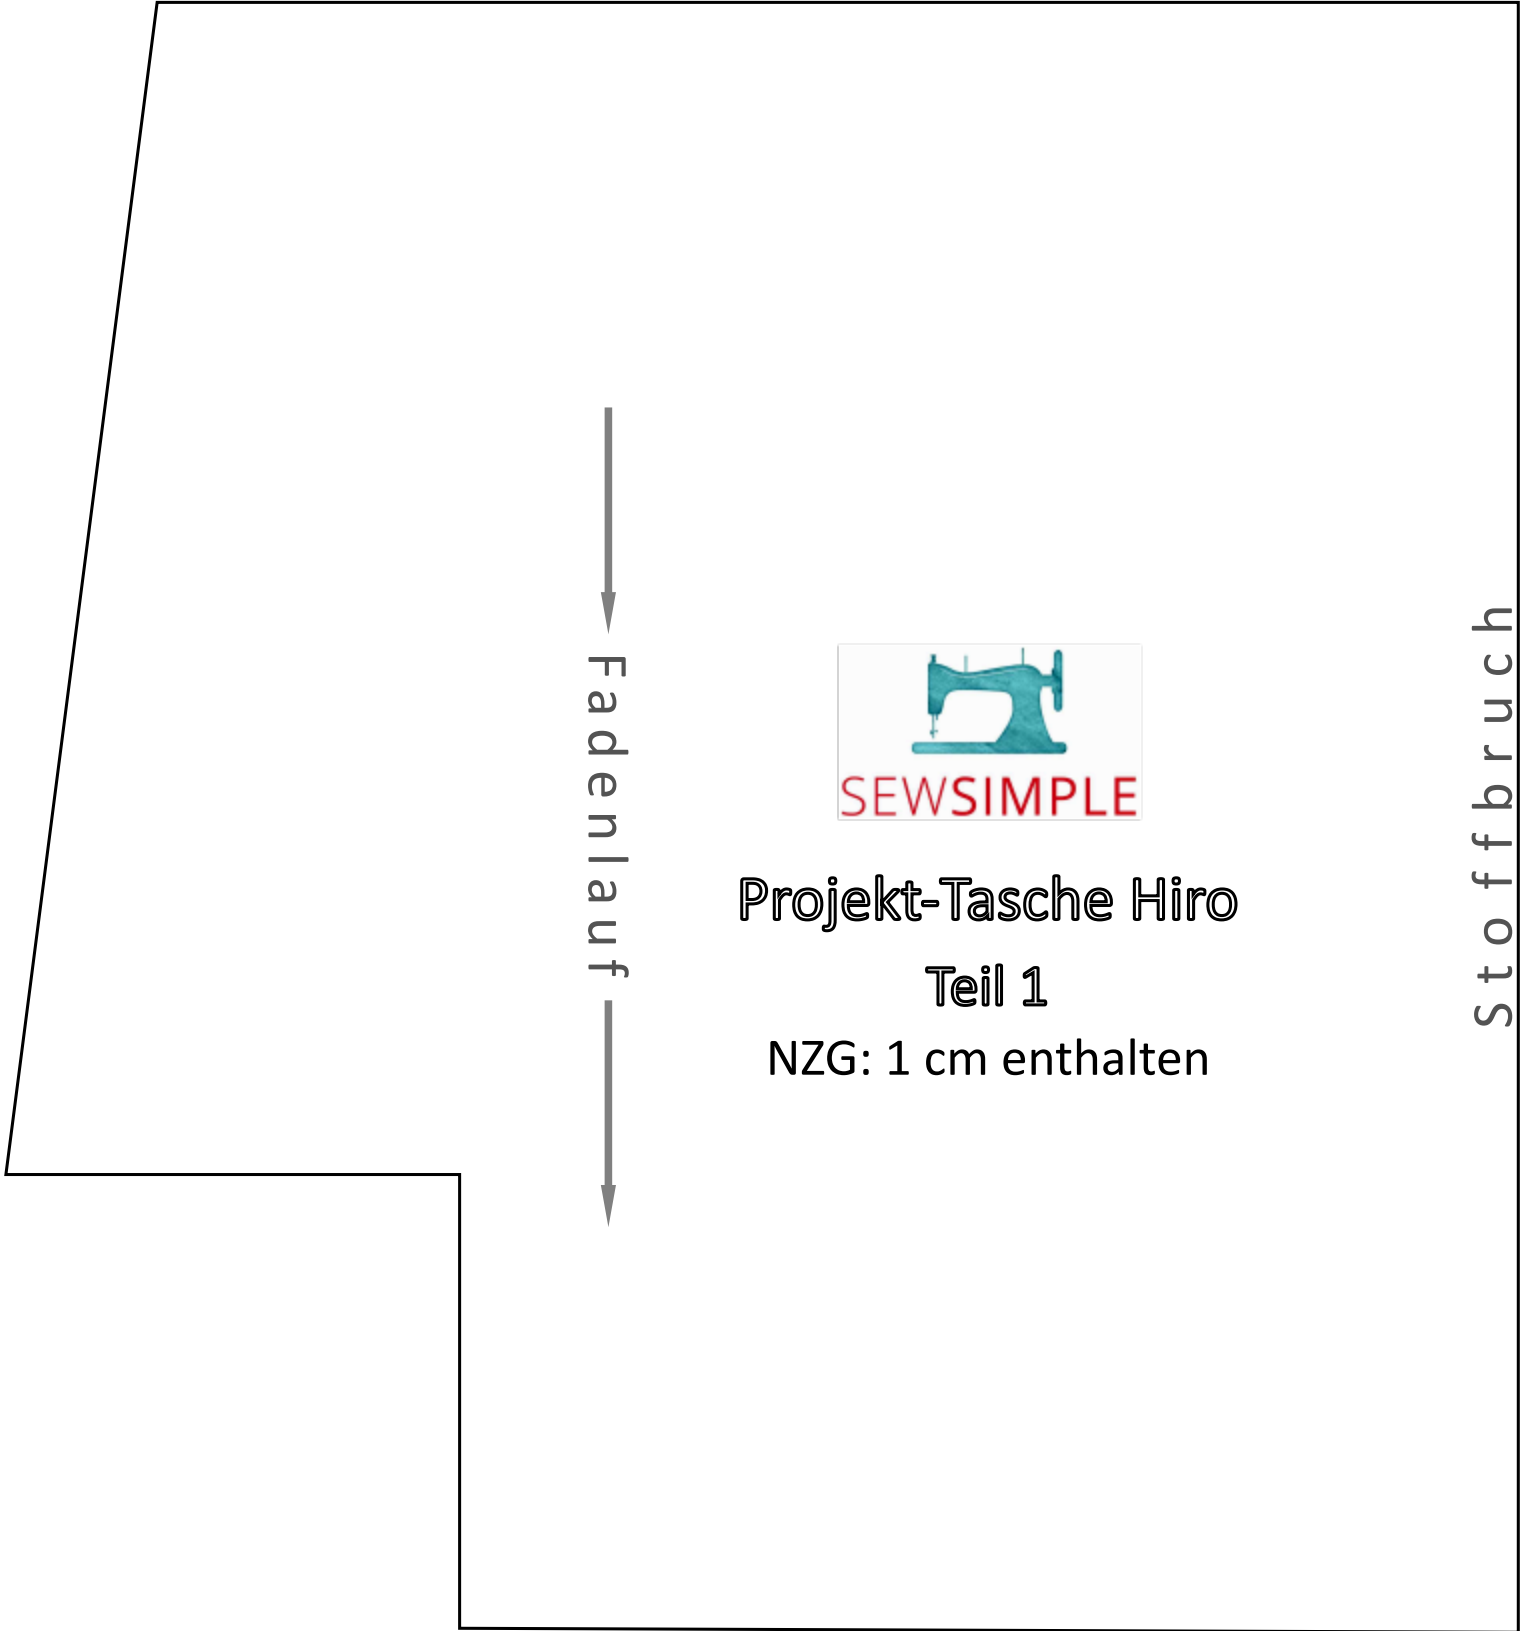 Fadenlauf
SEWSIMPLE
Projekt-Tasche Hiro
Teil 1
NZG: 1 cm enthalten
Stoffbruch